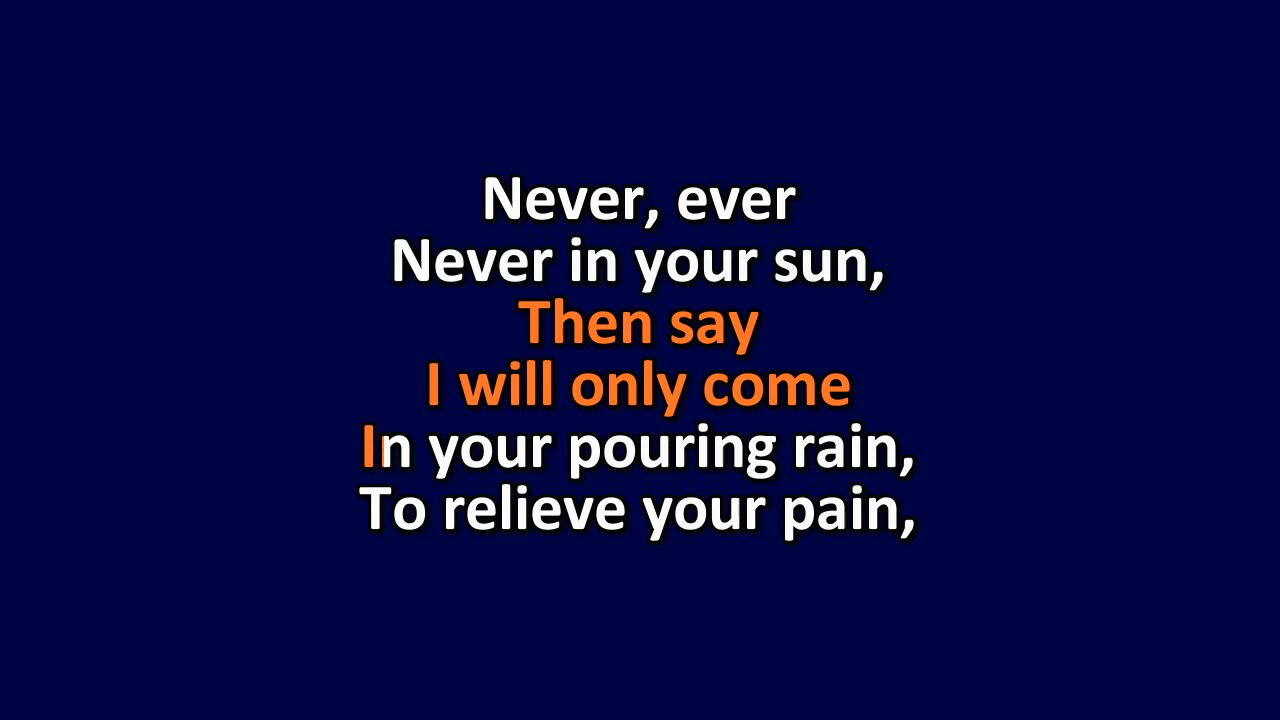 Never, ever
Never in your sun,
Then say
I will only come
In your pouring rain,
To relieve your pain,